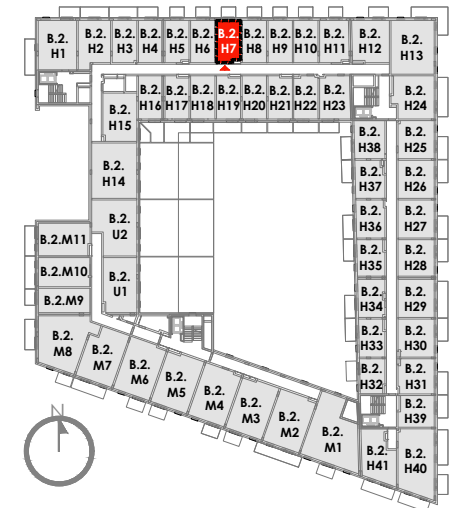 B.2.
H1
B.2.
H2
B.2.
H3
B.2.
H4
B.2.
H5
B.2.
H6
B.2.
H7
B.2.
H8
B.2.
H9
B.2.
H10
B.2.
H11
B.2.
H12
B.2.
H13
B.2.
H15
B.2.
H16
B.2.
H17
B.2.
H18
B.2.
H19
B.2.
H20
B.2.
H21
B.2.
H22
B.2.
H23
B.2.
H24
B.2.
H38
B.2.
H25
B.2.
H14
B.2.
H37
B.2.
H26
B.2.
U2
B.2.
H36
B.2.
H27
B.2.M11
B.2.
H35
B.2.
H28
B.2.M10
B.2.
U1
B.2.
H34
B.2.
H29
B.2.M9
B.2.
H33
B.2.
H30
B.2.
M8
B.2.
M7
B.2.
M6
B.2.
M5
B.2.
M4
B.2.
M3
B.2.
M2
B.2.
M1
B.2.
H32
B.2.
H31
B.2.
H39
B.2.
H41
B.2.
H40
N